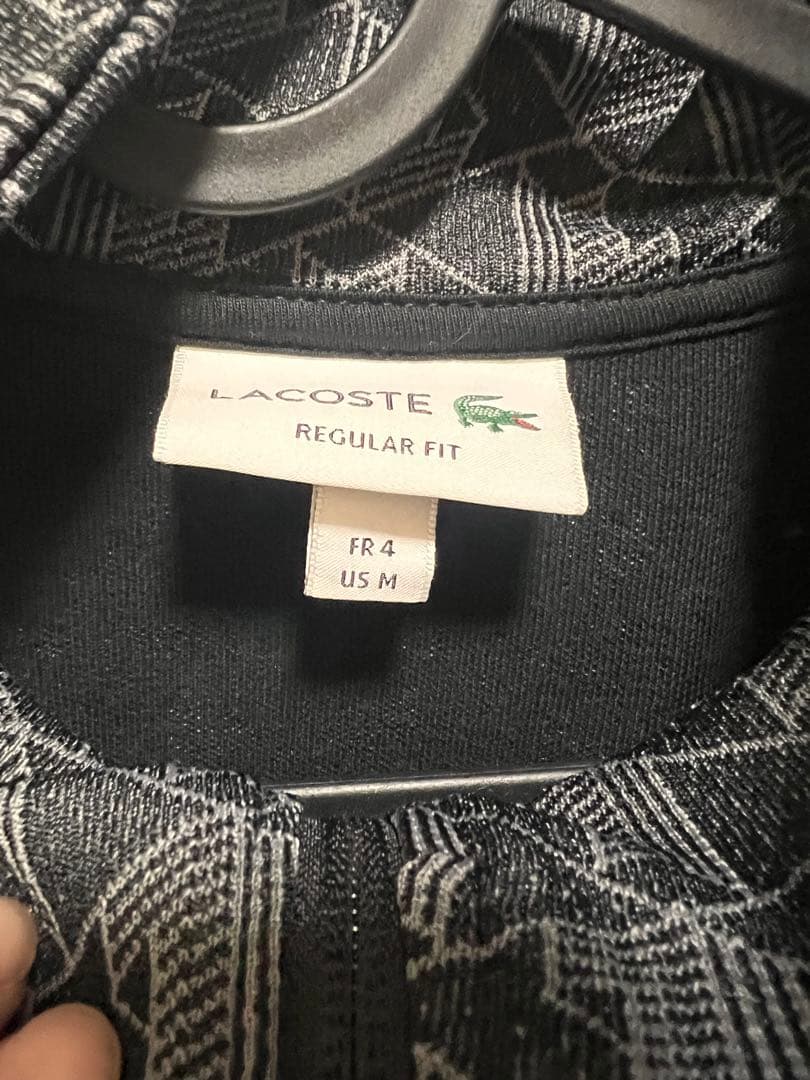 LACOSTE
REGULAR FIT
FR 4
US M